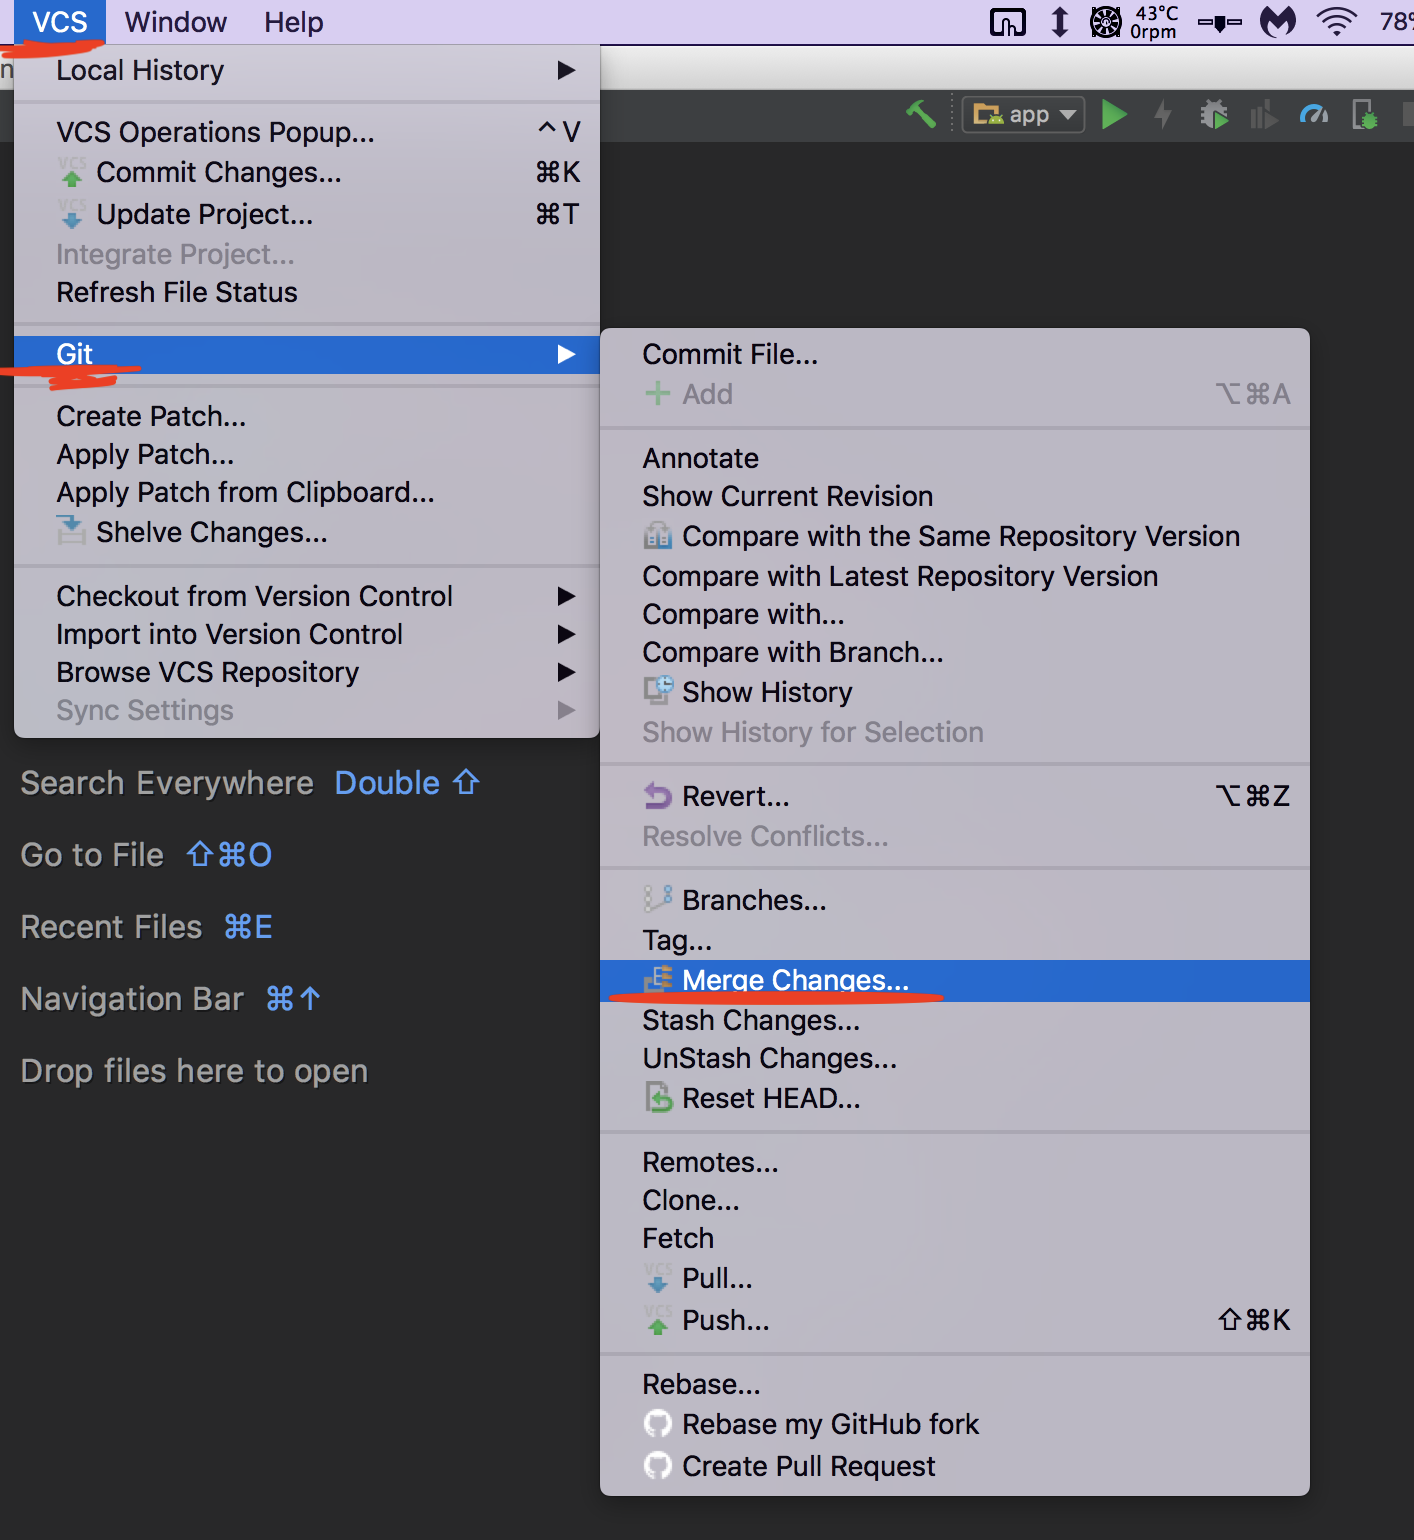 VCS Window Help 43°C 0rpm 78%
app
Local History
VCS Operations Popup... ^V
Commit Changes... ⌘K
Update Project... ⌘T
Integrate Project...
Refresh File Status
Git
Create Patch...
Apply Patch...
Apply Patch from Clipboard...
Shelve Changes...
Checkout from Version Control
Import into Version Control
Browse VCS Repository
Sync Settings
Commit File...
Add ⌥⌘A
Annotate
Show Current Revision
Compare with the Same Repository Version
Compare with Latest Repository Version
Compare with...
Compare with Branch...
Show History
Show History for Selection
Revert... ⌥⌘Z
Resolve Conflicts...
Branches...
Tag...
Merge Changes...
Stash Changes...
UnStash Changes...
Reset HEAD...
Remotes...
Clone...
Fetch
VCS Pull...
VCS Push... ⇧⌘K
Rebase...
Rebase my GitHub fork
Create Pull Request
Search Everywhere Double ⇧
Go to File ⇧⌘O
Recent Files ⌘E
Navigation Bar ⌘↑
Drop files here to open